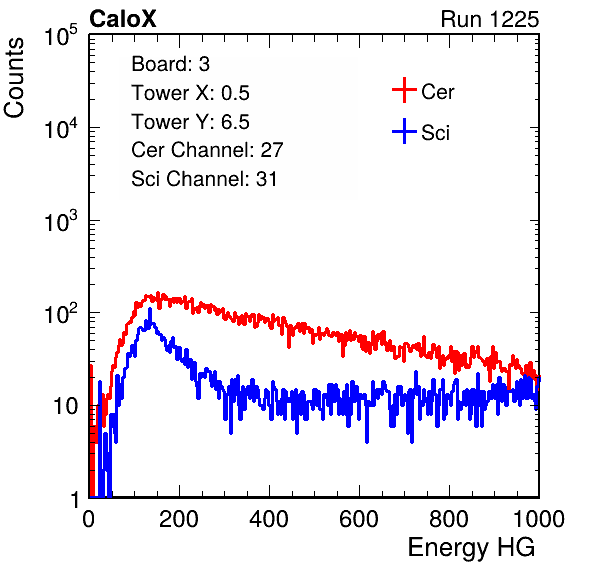 CaloX Run 1225
Counts
Board: 3
Tower X: 0.5
Tower Y: 6.5
Cer Channel: 27
Sci Channel: 31
Cer
Sci
10^5
10^4
10^3
10^2
10
1
0 200 400 600 800 1000
Energy HG